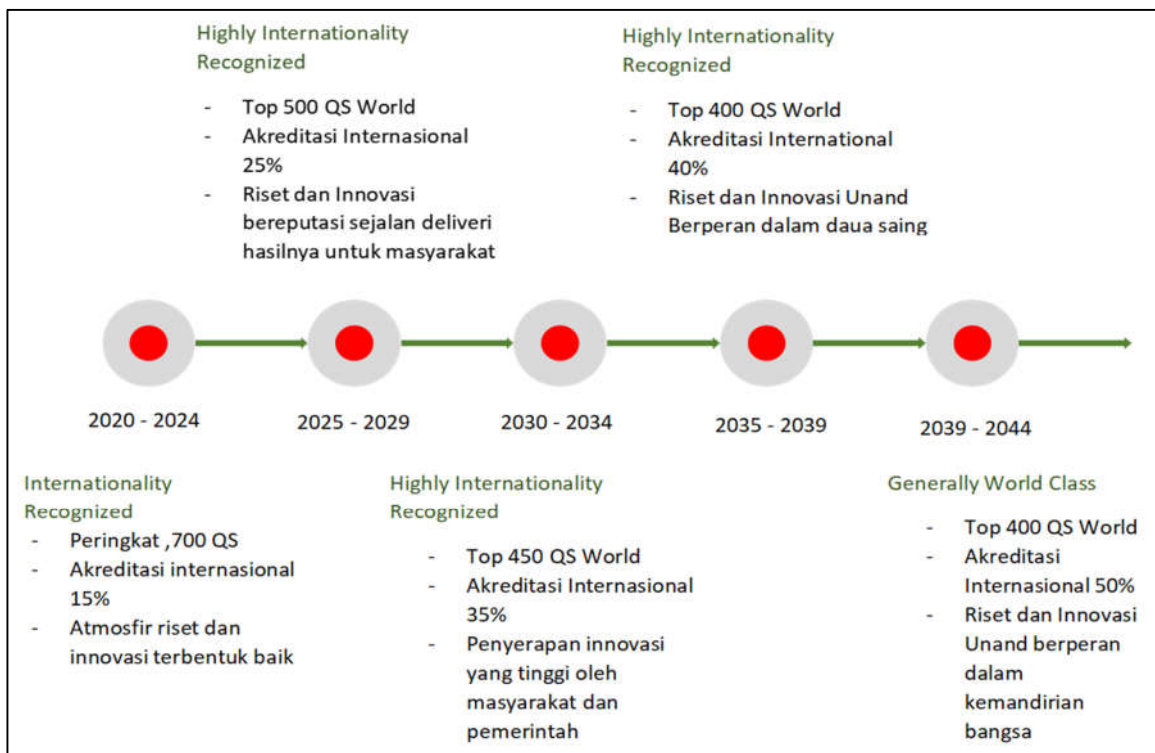 Highly Internationality
Recognized
- Top 500 QS World
- Akreditasi Internasional
25%
- Riset dan Innovasi
bereputasi sejalan deliveri
hasilnya untuk masyarakat
Highly Internationality
Recognized
- Top 400 QS World
- Akreditasi International
40%
- Riset dan Innovasi Unand
Berperan dalam daua saing
2020 - 2024
2025 - 2029
2030 - 2034
2035 - 2039
2039 - 2044
Internationality
Recognized
- Peringkat ,700 QS
- Akreditasi internasional
15%
- Atmosfir riset dan
innovasi terbentuk baik
Highly Internationality
Recognized
- Top 450 QS World
- Akreditasi Internasional
35%
- Penyerapan innovasi
yang tinggi oleh
masyarakat dan
pemerintah
Generally World Class
- Top 400 QS World
- Akreditasi
Internasional 50%
- Riset dan Innovasi
Unand berperan
dalam
kemandirian
bangsa